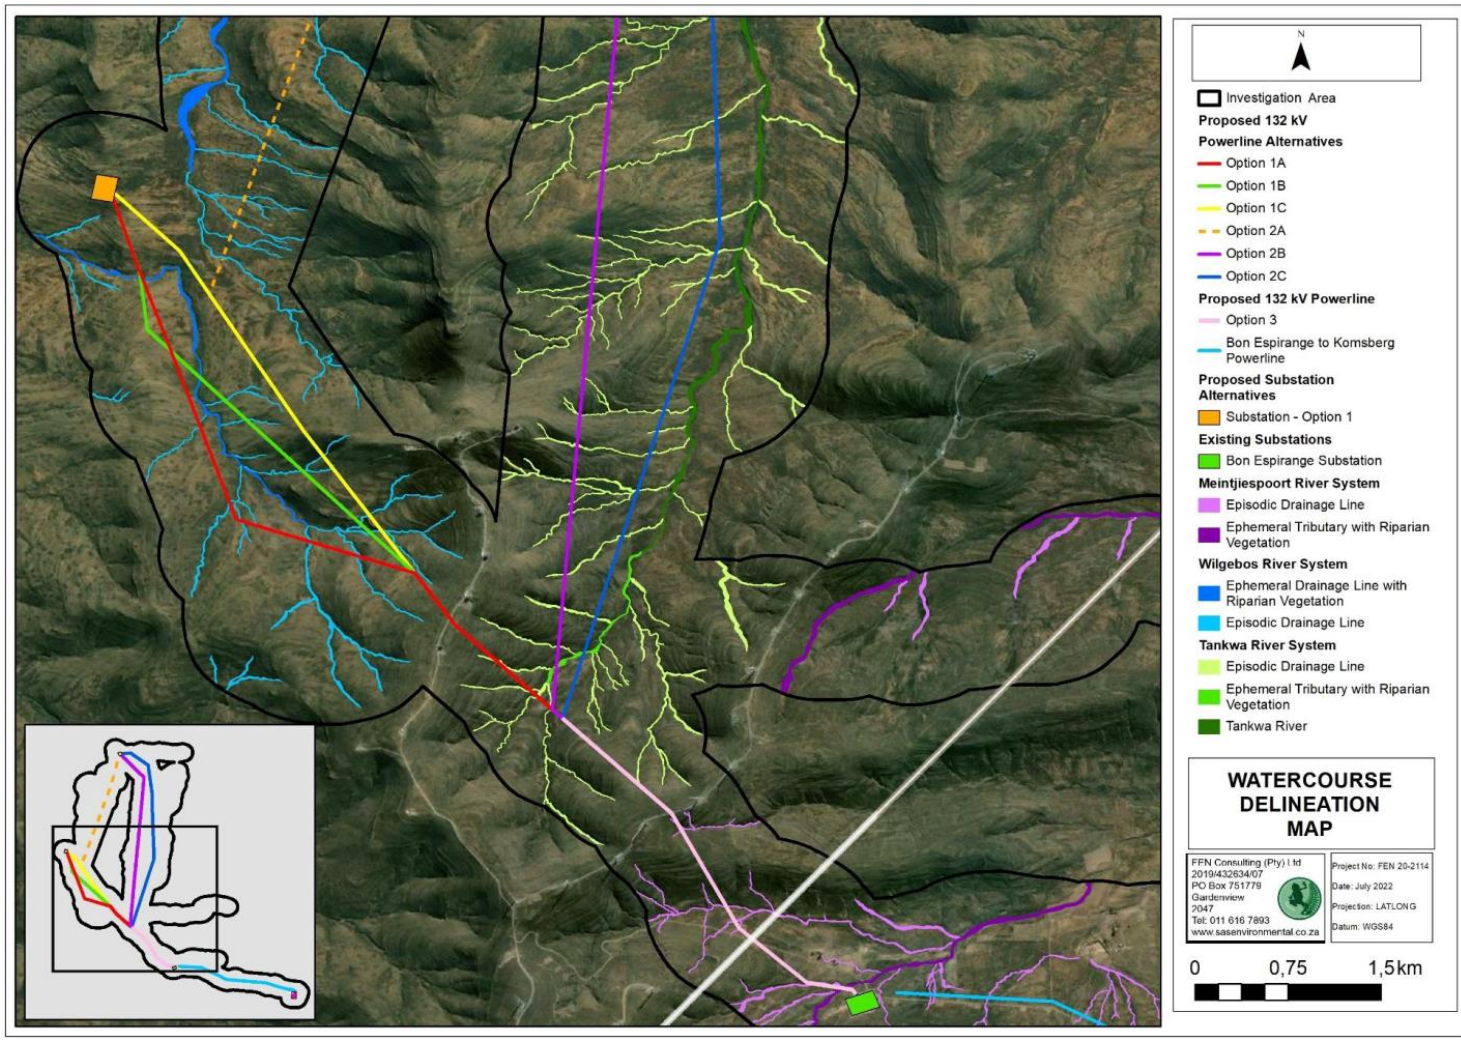 N
Investigation Area
Proposed 132 kV
Powerline Alternatives
Option 1A
Option 1B
Option 1C
Option 2A
Option 2B
Option 2C
Proposed 132 kV Powerline
Option 3
Bon Espirange to Komsberg
Powerline
Proposed Substation
Alternatives
Substation - Option 1
Existing Substations
Bon Espirange Substation
Meintjiespoort River System
Episodic Drainage Line
Ephemeral Tributary with Riparian
Vegetation
Wilgebos River System
Ephemeral Drainage Line with
Riparian Vegetation
Episodic Drainage Line
Tankwa River System
Episodic Drainage Line
Ephemeral Tributary with Riparian
Vegetation
Tankwa River
WATERCOURSE
DELINEATION
MAP
FEN Consulting (Pty) Ltd
2019/432634/07
PO Box 751779
Gardenview
2047
Tel: 011 616 7893
www.sasenvironmental.co.za
Project No: FEN 20-2114
Date: July 2022
Projection: LATLONG
Datum: WGS84
0 0,75 1,5 km